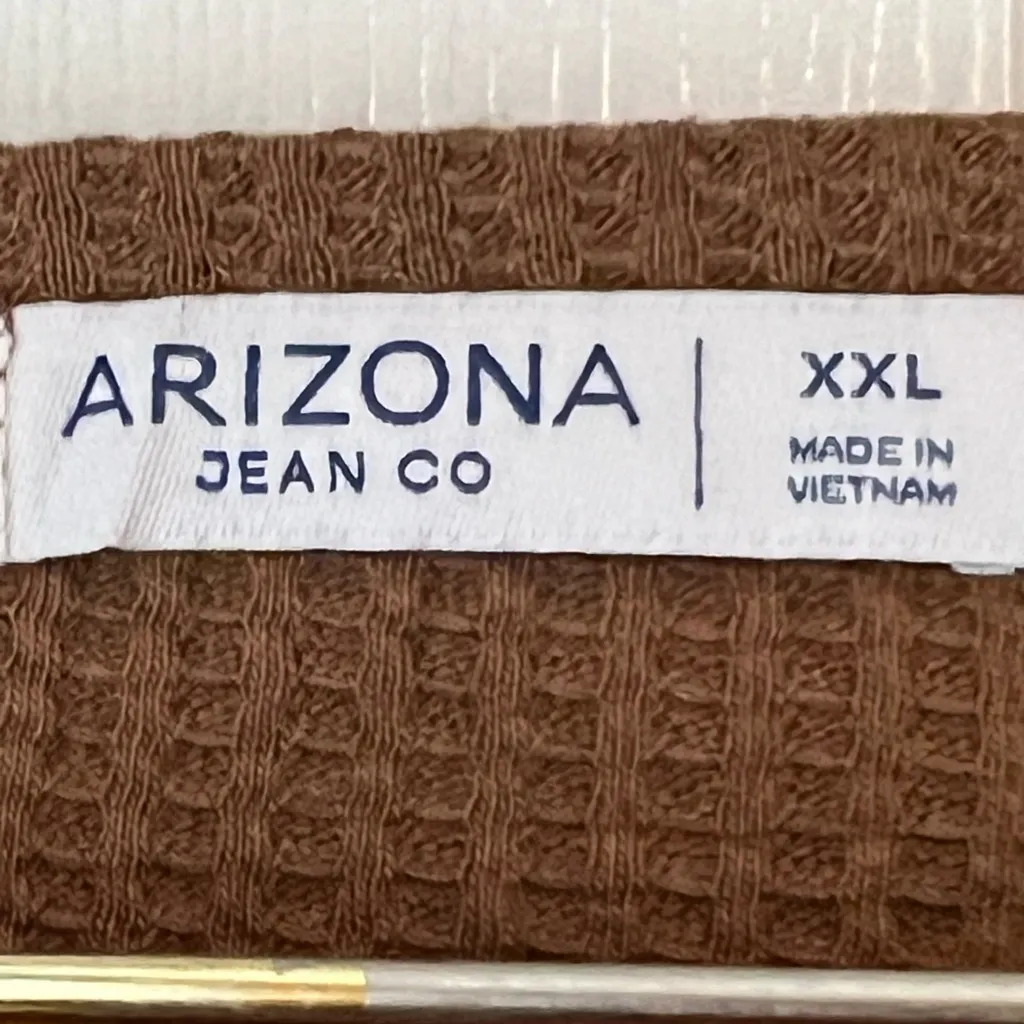 ARIZONA
JEAN CO
XXL
MADE IN
VIETNAM